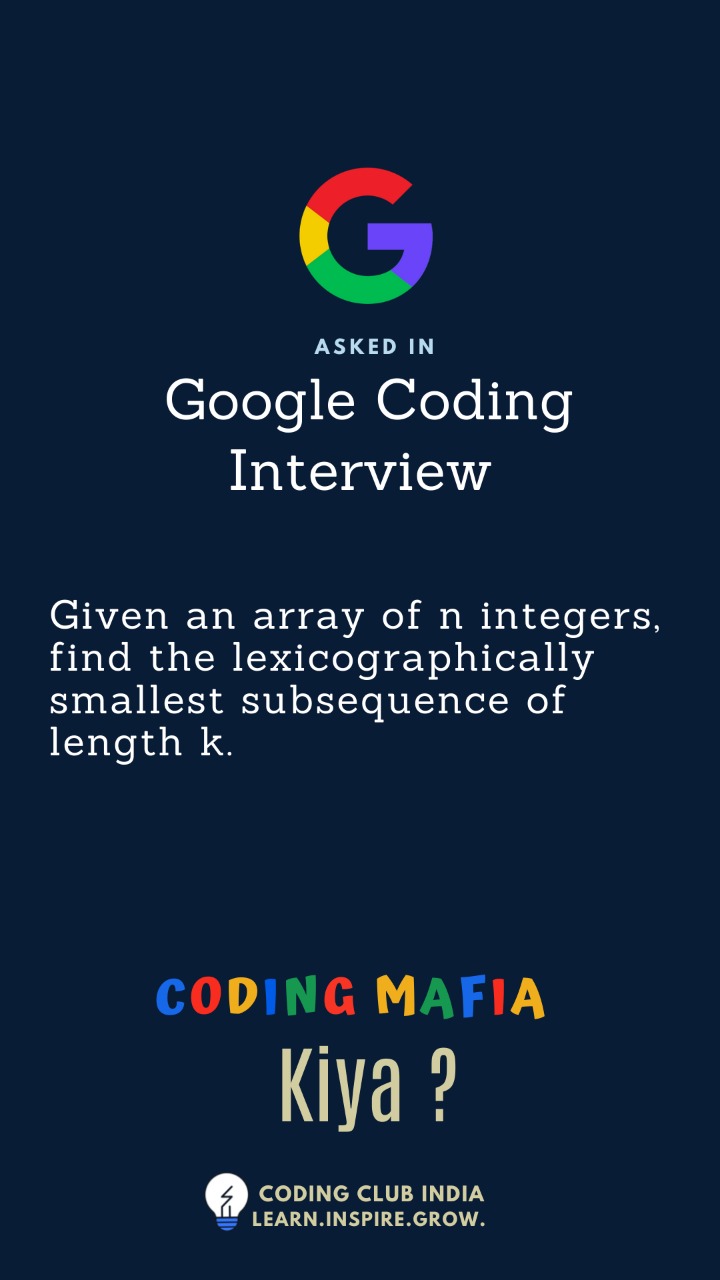 ASKED IN
Google Coding
Interview
Given an array of n integers,
find the lexicographically
smallest subsequence of
length k.
CODING MAFIA
Kiya ?
CODING CLUB INDIA
LEARN.INSPIRE.GROW.